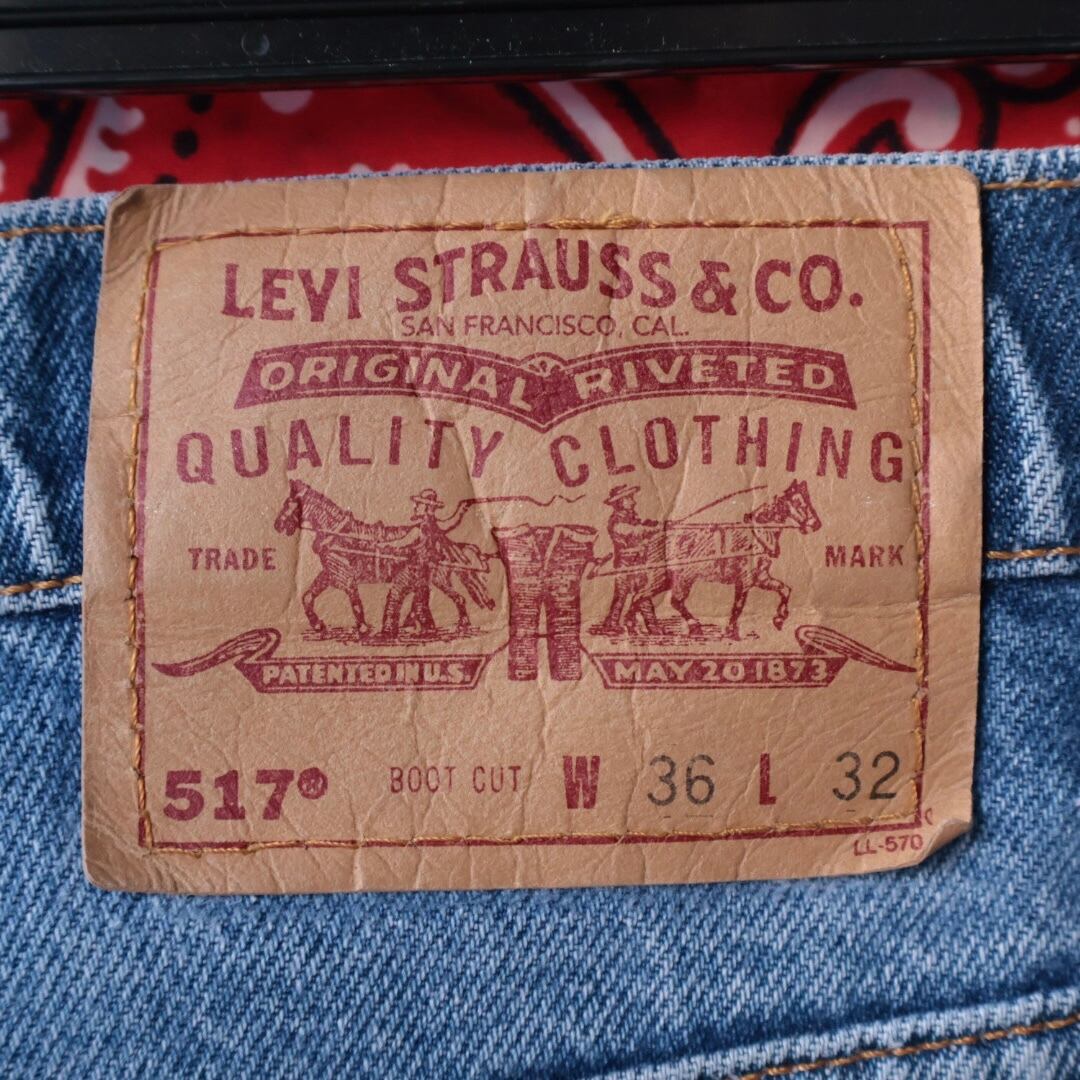 LEVI STRAUSS & CO.
SAN FRANCISCO, CAL.
ORIGINAL RIVETED
QUALITY CLOTHING
TRADE MARK
PATENTED IN U.S. MAY 20 1873
517® BOOT CUT W 36 L 32
LL-570